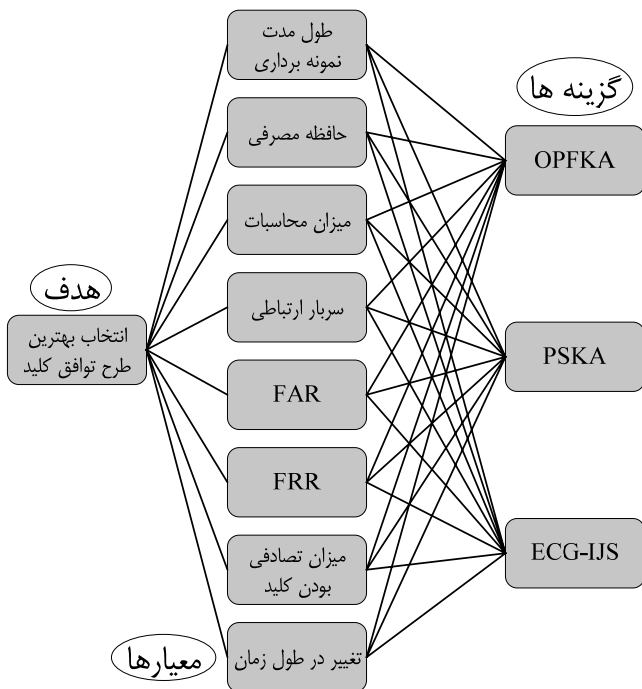 گزینه ها
OPFKA
PSKA
ECG-IJS
طول مدت
نمونه برداری
حافظه مصرفی
میزان محاسبات
سربار ارتباطی
FAR
FRR
میزان تصادفی
بودن کلید
تغییر در طول زمان
معیارها
هدف
انتخاب بهترین
طرح توافق کلید